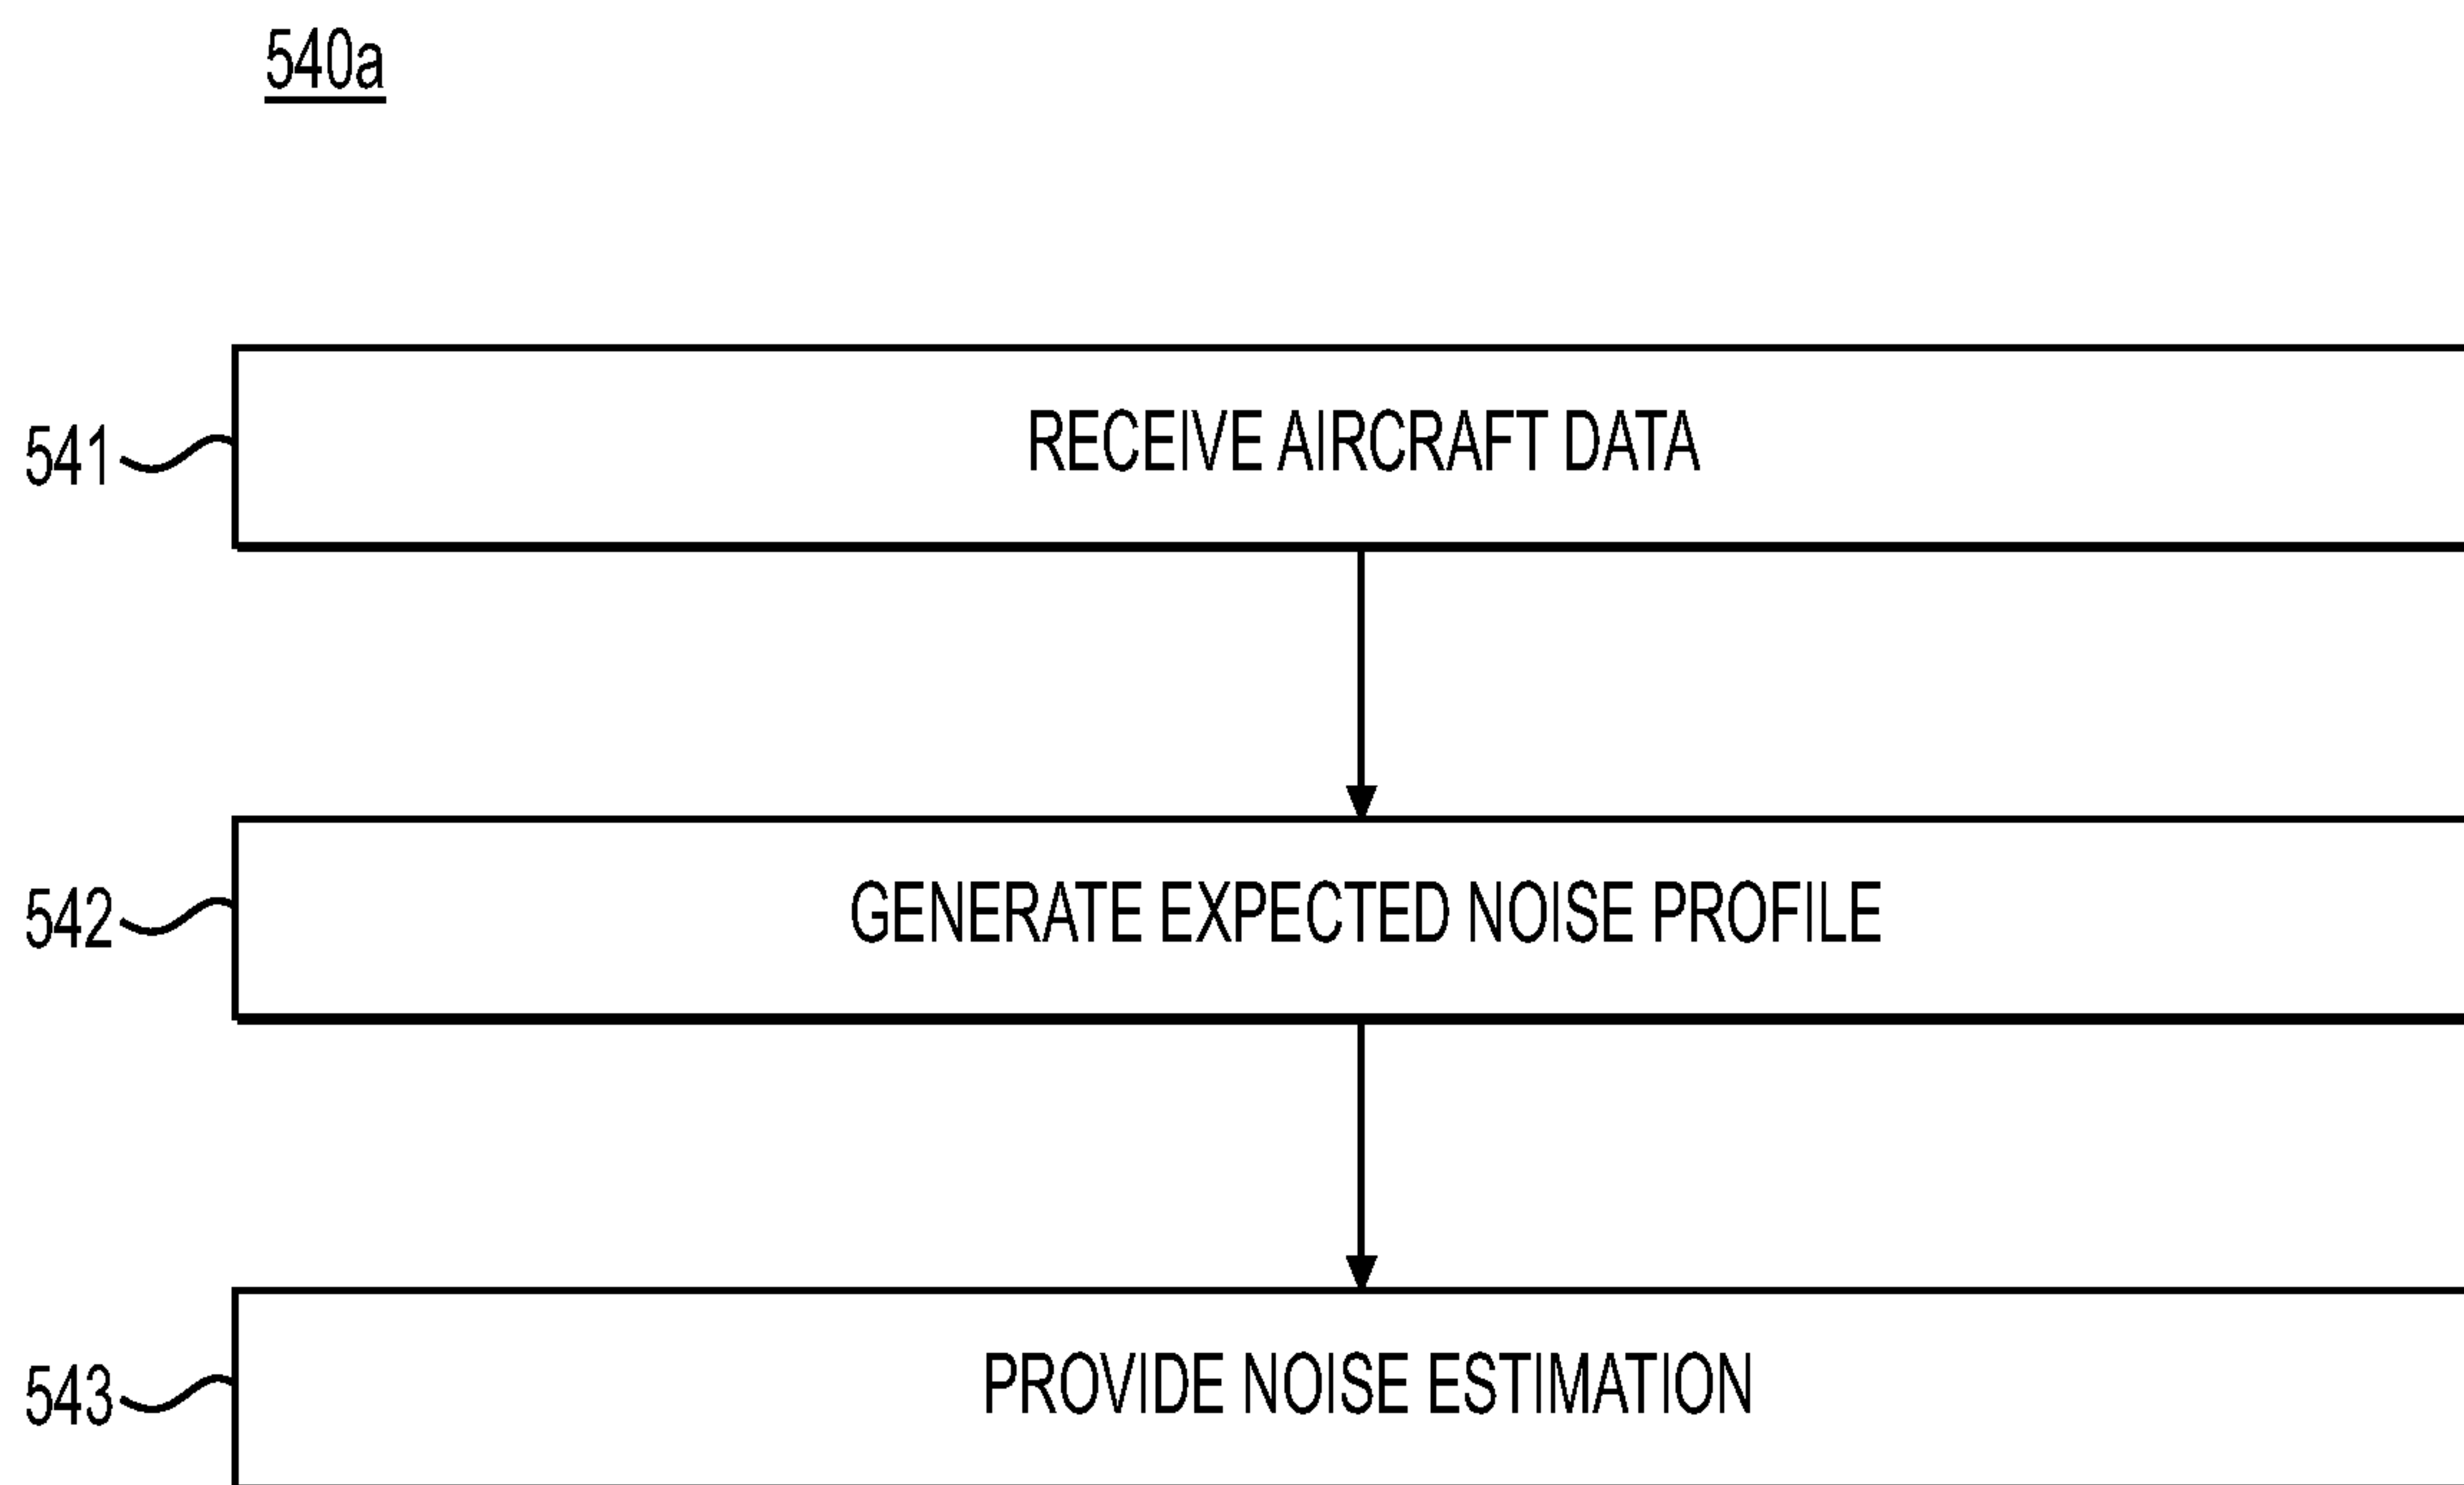 540a
541
RECEIVE AIRCRAFT DATA
542
GENERATE EXPECTED NOISE PROFILE
543
PROVIDE NOISE ESTIMATION